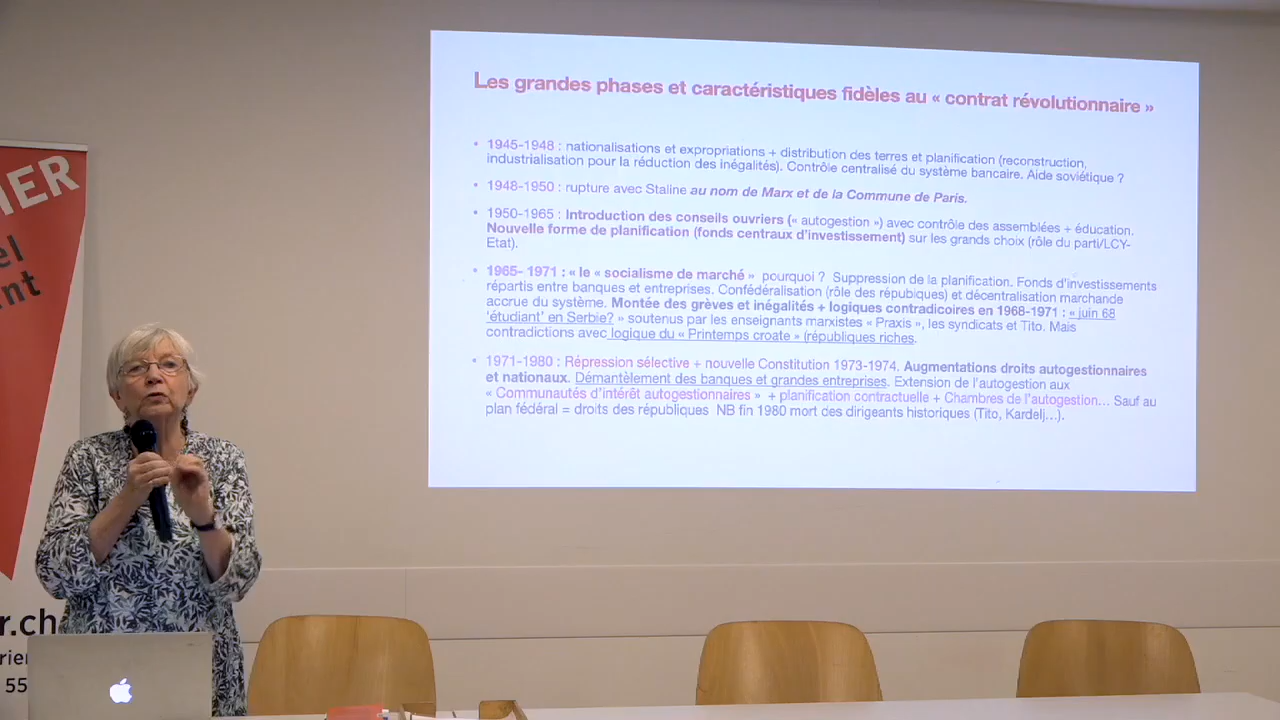 Les grandes phases et caractéristiques fidèles au « contrat révolutionnaire »
• 1945-1948 : nationalisations et expropriations + distribution des terres et planification (reconstruction,
industrialisation pour la réduction des inégalités). Contrôle centralisé du système bancaire. Aide soviétique ?
• 1948-1950 : rupture avec Staline au nom de Marx et de la Commune de Paris.
• 1950-1965 : Introduction des conseils ouvriers (« autogestion ») avec contrôle des assemblées + éducation.
Nouvelle forme de planification (fonds centraux d'investissement) sur les grands choix (rôle du parti/LCY-
Etat).
• 1965- 1971 : « le « socialisme de marché » pourquoi ? Suppression de la planification. Fonds d'investissements
répartis entre banques et entreprises. Confédéralisation (rôle des répubiques) et décentralisation marchande
accrue du système. Montée des grèves et inégalités + logiques contradicoires en 1968-1971 : « juin 68
'étudiant' en Serbie? » soutenus par les enseignants marxistes « Praxis », les syndicats et Tito. Mais
contradictions avec logique du « Printemps croate » (républiques riches.
• 1971-1980 : Répression sélective + nouvelle Constitution 1973-1974. Augmentations droits autogestionnaires
et nationaux. Démantèlement des banques et grandes entreprises. Extension de l'autogestion aux
« Communautés d'intérêt autogestionnaires » + planification contractuelle + Chambres de l'autogestion... Sauf au
plan fédéral = droits des républiques NB fin 1980 mort des dirigeants historiques (Tito, Kardelj...).
IER
el
nt
r.ch
rier
55